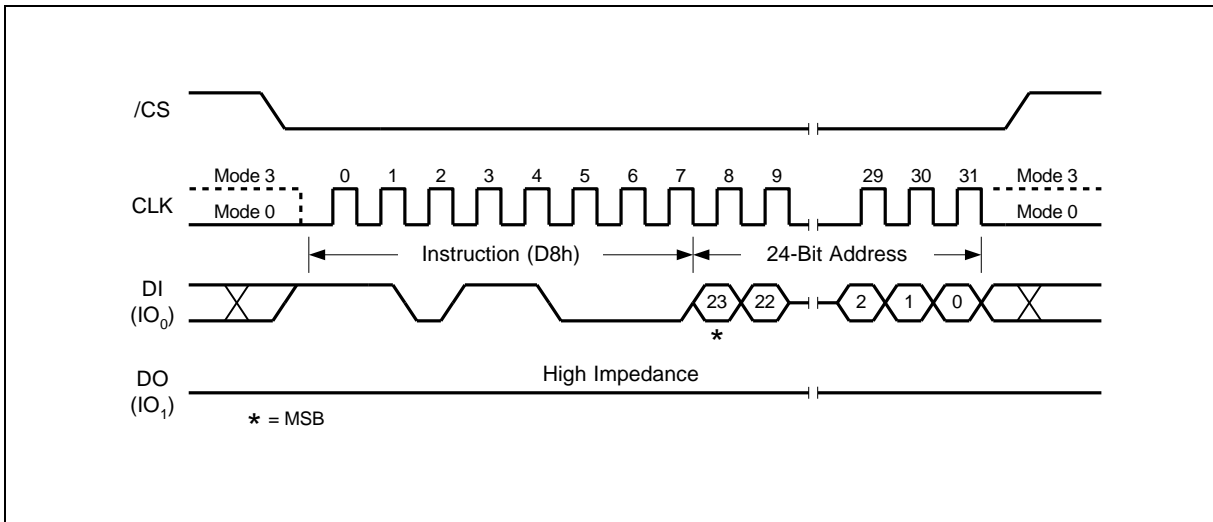 /CS
Mode 3
0 1 2 3 4 5 6 7 8 9 29 30 31
Mode 3
CLK
Mode 0
Mode 0
Instruction (D8h)
24-Bit Address
DI
(IO0)
23 22 2 1 0
*
DO
(IO1)
High Impedance
* = MSB